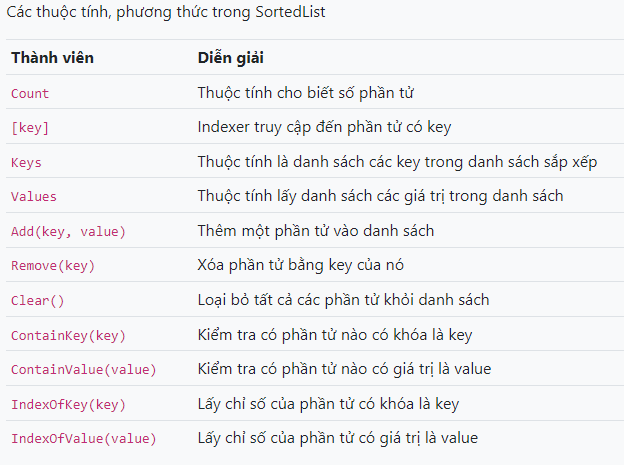 Các thuộc tính, phương thức trong SortedList
Thành viên Diễn giải
Count Thuộc tính cho biết số phần tử
[key] Indexer truy cập đến phần tử có key
Keys Thuộc tính là danh sách các key trong danh sách sắp xếp
Values Thuộc tính lấy danh sách các giá trị trong danh sách
Add(key, value) Thêm một phần tử vào danh sách
Remove(key) Xóa phần tử bằng key của nó
Clear() Loại bỏ tất cả các phần tử khỏi danh sách
ContainKey(key) Kiểm tra có phần tử nào có khóa là key
ContainValue(value) Kiểm tra có phần tử nào có giá trị là value
IndexOfKey(key) Lấy chỉ số của phần tử có khóa là key
IndexOfValue(value) Lấy chỉ số của phần tử có giá trị là value